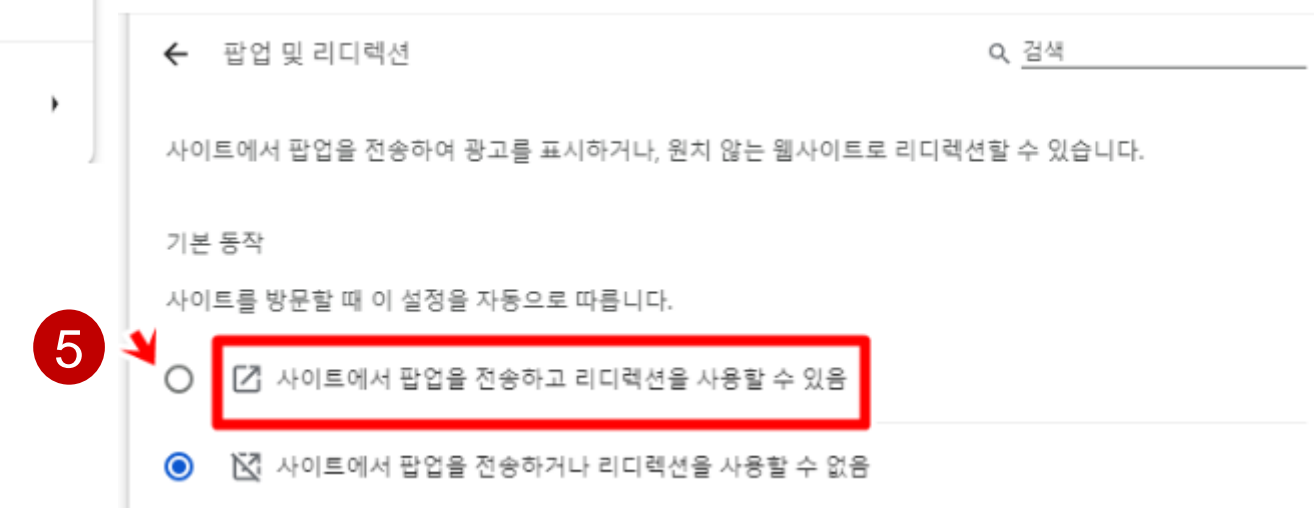 팝업 및 리디렉션
검색
사이트에서 팝업을 전송하여 광고를 표시하거나, 원치 않는 웹사이트로 리디렉션할 수 있습니다.
기본 동작
사이트를 방문할 때 이 설정을 자동으로 따릅니다.
5
사이트에서 팝업을 전송하고 리디렉션을 사용할 수 있음
사이트에서 팝업을 전송하거나 리디렉션을 사용할 수 없음